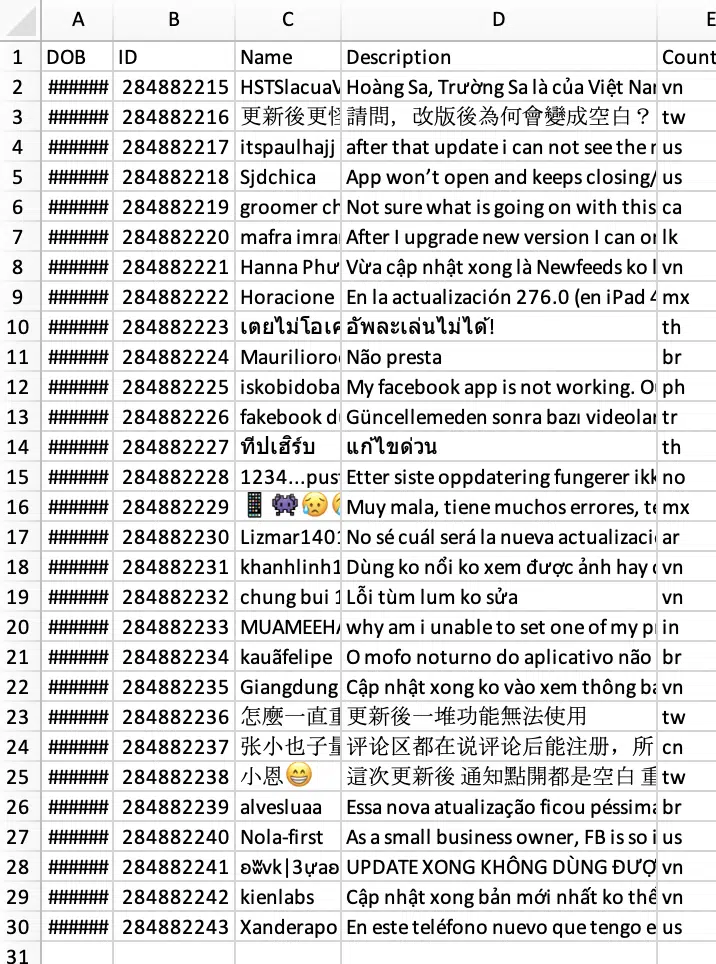 A B C D E
1 DOB ID Name Description Count
2 ###### 284882215 HSTSlacuaV Hoàng Sa, Trường Sa là của Việt Nar vn
3 ###### 284882216 更新後更怪 請問，改版後為何會變成空白？ tw
4 ###### 284882217 itspaulhajj after that update i can not see the r us
5 ###### 284882218 Sjdchica App won’t open and keeps closing/ us
6 ###### 284882219 groomer ch Not sure what is going on with this ca
7 ###### 284882220 mafra imra After I upgrade new version I can or lk
8 ###### 284882221 Hanna Phư Vừa cập nhật xong là Newfeeds ko l vn
9 ###### 284882222 Horacione En la actualización 276.0 (en iPad 4 mx
10 ###### 284882223 เตยไม่โอเค อัพละเล่นไม่ได้! th
11 ###### 284882224 Maurilioro Não presta br
12 ###### 284882225 iskobidoba My facebook app is not working. O ph
13 ###### 284882226 fakebook d Güncellemeden sonra bazı videolar tr
14 ###### 284882227 ทีปเฮิร์บ แก้ไขด่วน th
15 ###### 284882228 1234...pus Etter siste oppdatering fungerer ikk no
16 ###### 284882229 📱👾😥 Muy mala, tiene muchos errores, te mx
17 ###### 284882230 Lizmar1401 No sé cuál será la nueva actualizaci ar
18 ###### 284882231 khanhlinh1 Dùng ko nổi ko xem được ảnh hay vn
19 ###### 284882232 chung bui 1 Lỗi tùm lum ko sửa vn
20 ###### 284882233 MUAMEEHA why am i unable to set one of my p in
21 ###### 284882234 kauãfelipe O mofo noturno do aplicativo não br
22 ###### 284882235 Giangdung Cập nhật xong ko vào xem thông ba vn
23 ###### 284882236 怎麼一直重 更新後一堆功能無法使用 tw
24 ###### 284882237 张小也子量 评论区都在说评论后能注册，所 cn
25 ###### 284882238 小恩😁 這次更新後 通知點開都是空白 重 tw
26 ###### 284882239 alvesluaa Essa nova atualização ficou péssima br
27 ###### 284882240 Nola-first As a small business owner, FB is so i us
28 ###### 284882241 UPDATE XONG KHÔNG DÙNG ĐƯỢ vn
29 ###### 284882242 kienlabs Cập nhật xong bản mới nhất ko thể vn
30 ###### 284882243 Xanderapo En este teléfono nuevo que tengo e us
31